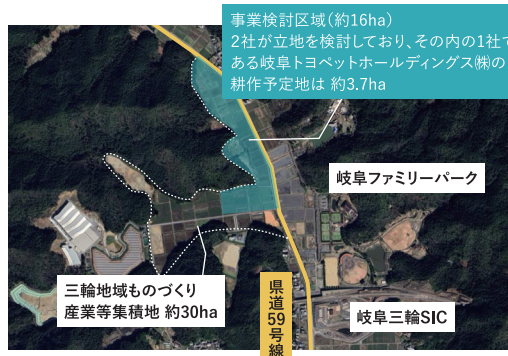 事業検討区域（約16ha）
2社が立地を検討しており、その内の1社で
ある岐阜トヨペットホールディングス㈱の
耕作予定地は 約3.7ha
岐阜ファミリーパーク
三輪地域ものづくり
産業等集積地 約30ha
県道59号線
岐阜三輪SIC